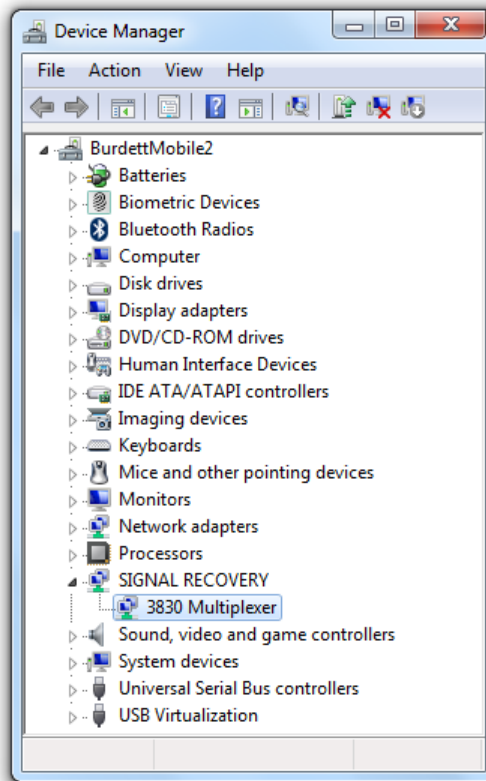 Device Manager
File Action View Help
BurdettMobile2
Batteries
Biometric Devices
Bluetooth Radios
Computer
Disk drives
Display adapters
DVD/CD-ROM drives
Human Interface Devices
IDE ATA/ATAPI controllers
Imaging devices
Keyboards
Mice and other pointing devices
Monitors
Network adapters
Processors
SIGNAL RECOVERY
3830 Multiplexer
Sound, video and game controllers
System devices
Universal Serial Bus controllers
USB Virtualization